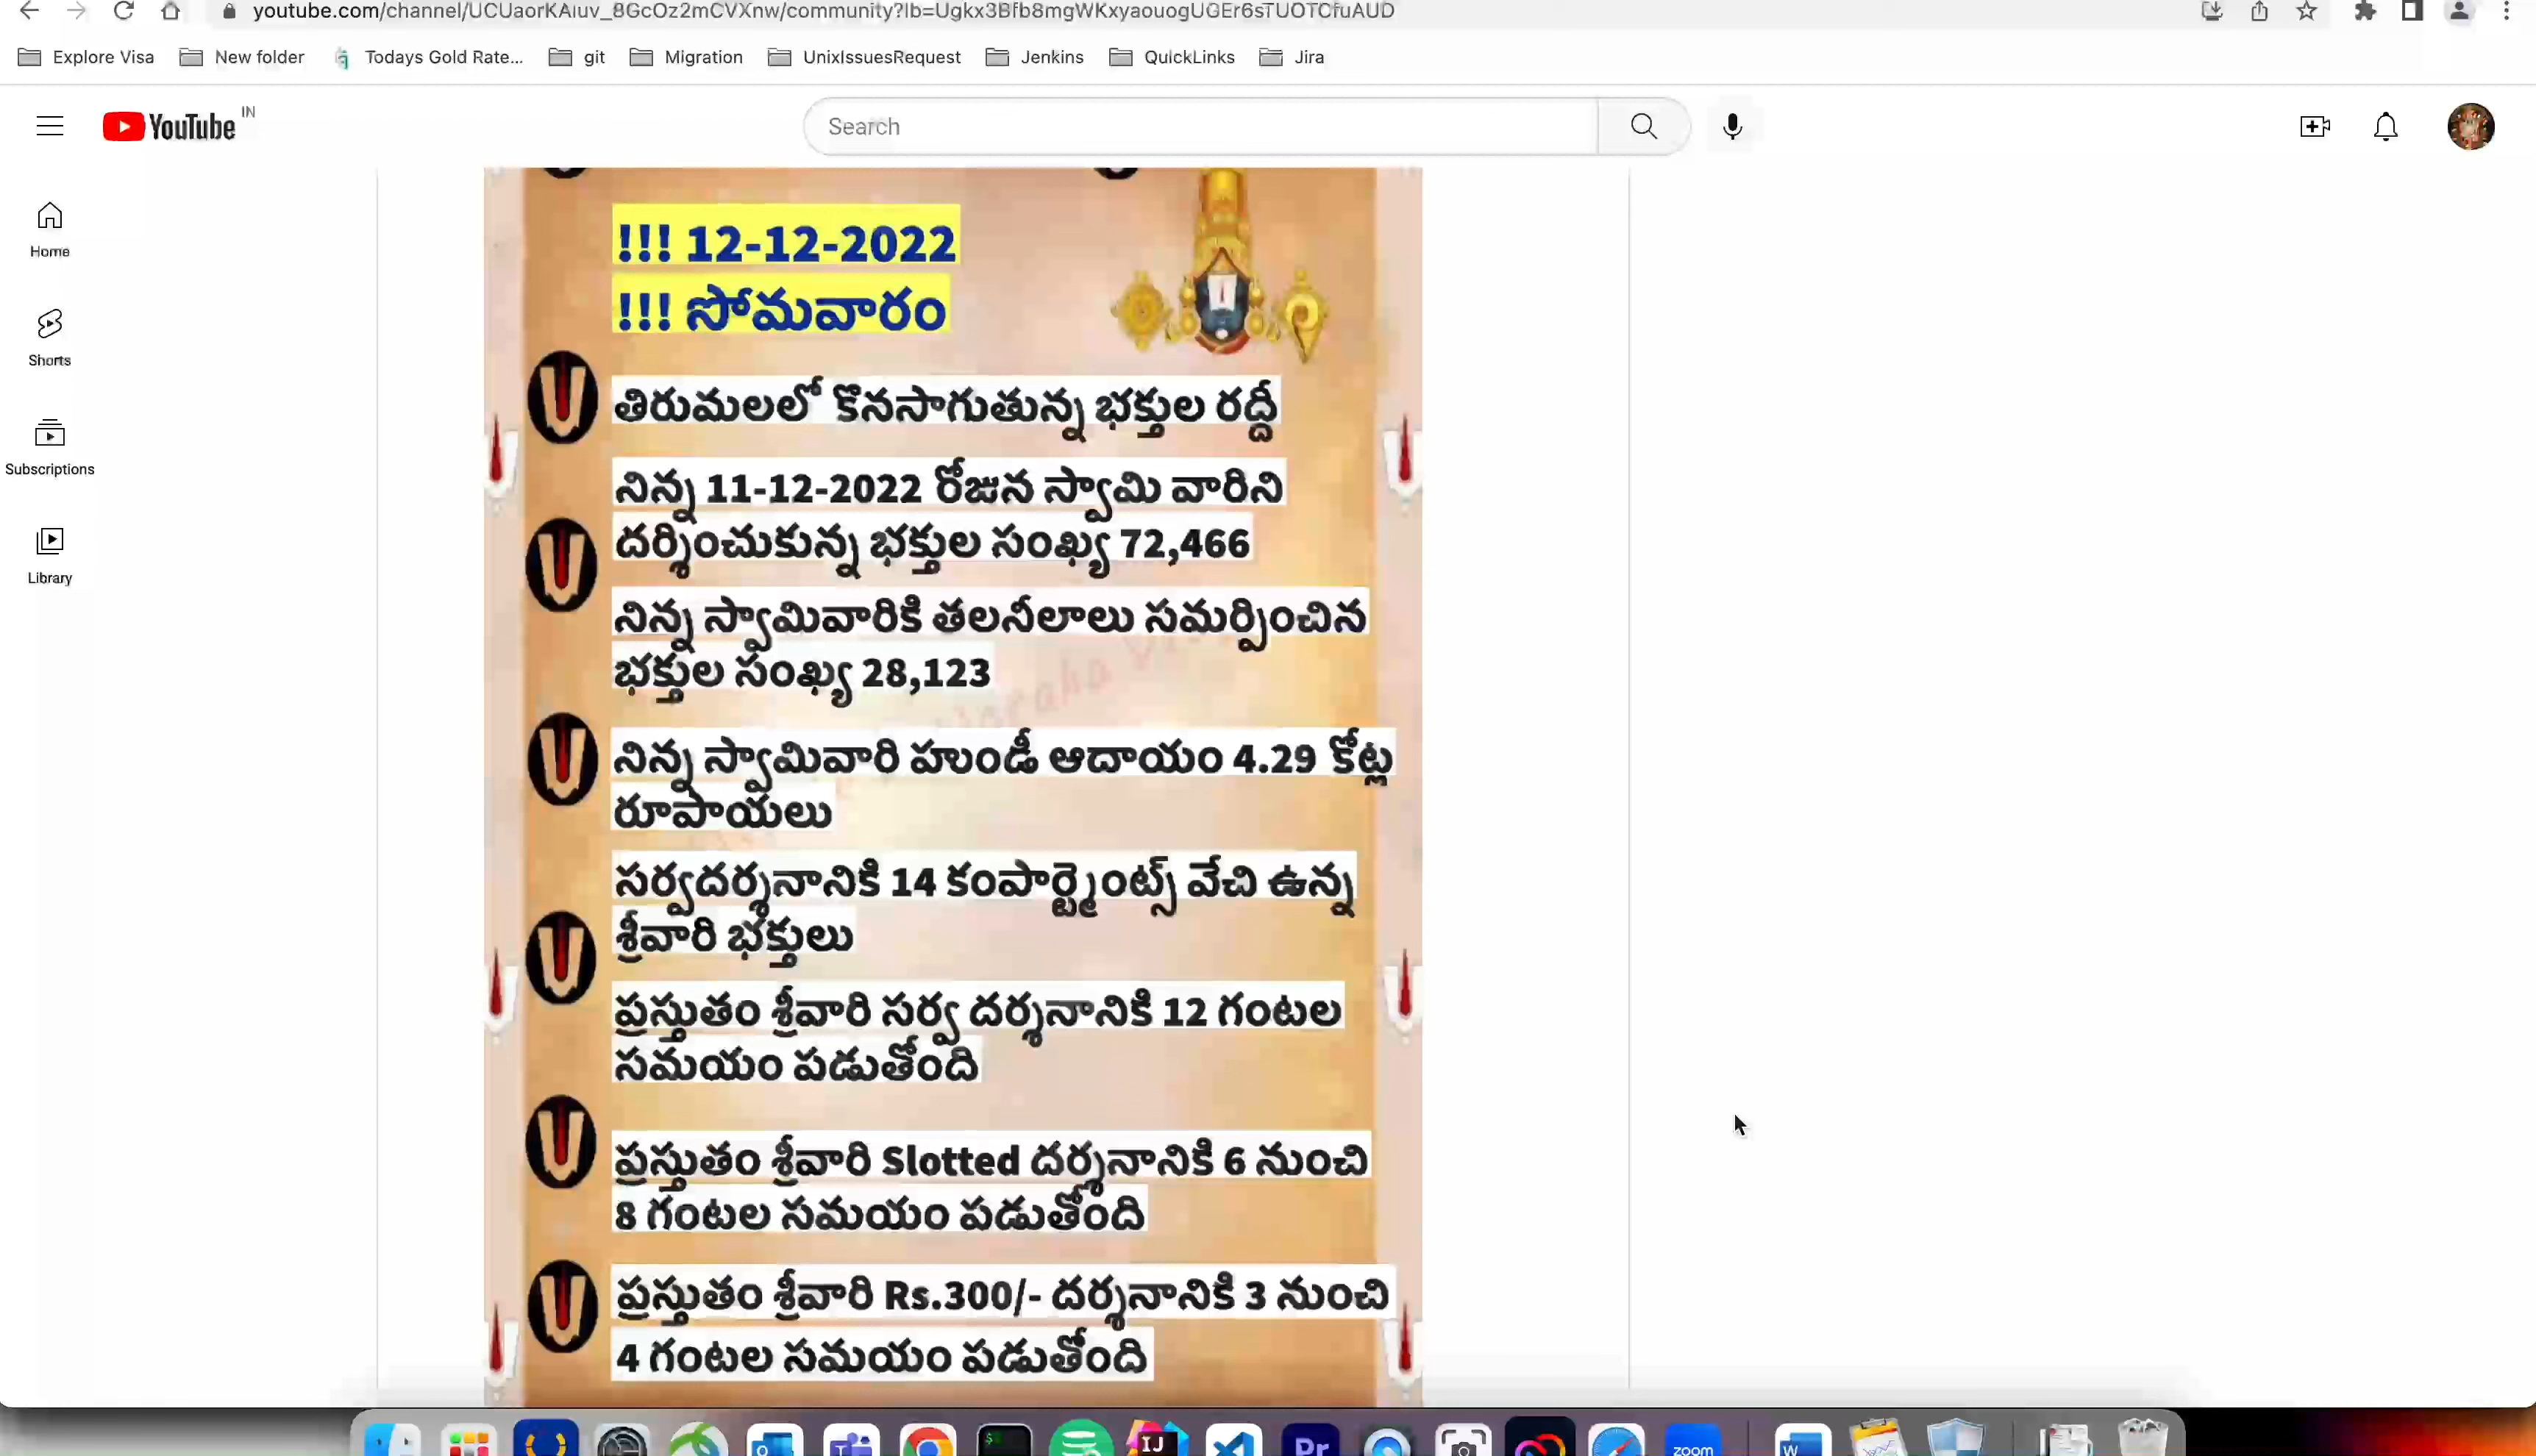 youtube.com/channel/UCUaorKAiuv_8GcOz2mCVXnw/community?lb=Ugkx3Bfb8mgWKxyaouogUGEr6sTUOTCfuAUD
Explore Visa New folder Todays Gold Rate... git Migration UnixIssuesRequest Jenkins QuickLinks Jira
YouTube IN
Search
Home
Shorts
Subscriptions
Library
!!! 12-12-2022
!!! సోమవారం
తిరుమలలో కొనసాగుతున్న భక్తుల రద్దీ
నిన్న 11-12-2022 రోజున స్వామి వారిని
దర్శించుకున్న భక్తుల సంఖ్య 72,466
నిన్న స్వామివారికి తలనీలాలు సమర్పించిన
భక్తుల సంఖ్య 28,123
నిన్న స్వామివారి హుండీ ఆదాయం 4.29 కోట్ల
రూపాయలు
సర్వదర్శనానికి 14 కంపార్ట్మెంట్స్ వేచి ఉన్న
శ్రీవారి భక్తులు
ప్రస్తుతం శ్రీవారి సర్వ దర్శనానికి 12 గంటల
సమయం పడుతోంది
ప్రస్తుతం శ్రీవారి Slotted దర్శనానికి 6 నుంచి
8 గంటల సమయం పడుతోంది
ప్రస్తుతం శ్రీవారి Rs.300/- దర్శనానికి 3 నుంచి
4 గంటల సమయం పడుతోంది
IJ Pr zoom W